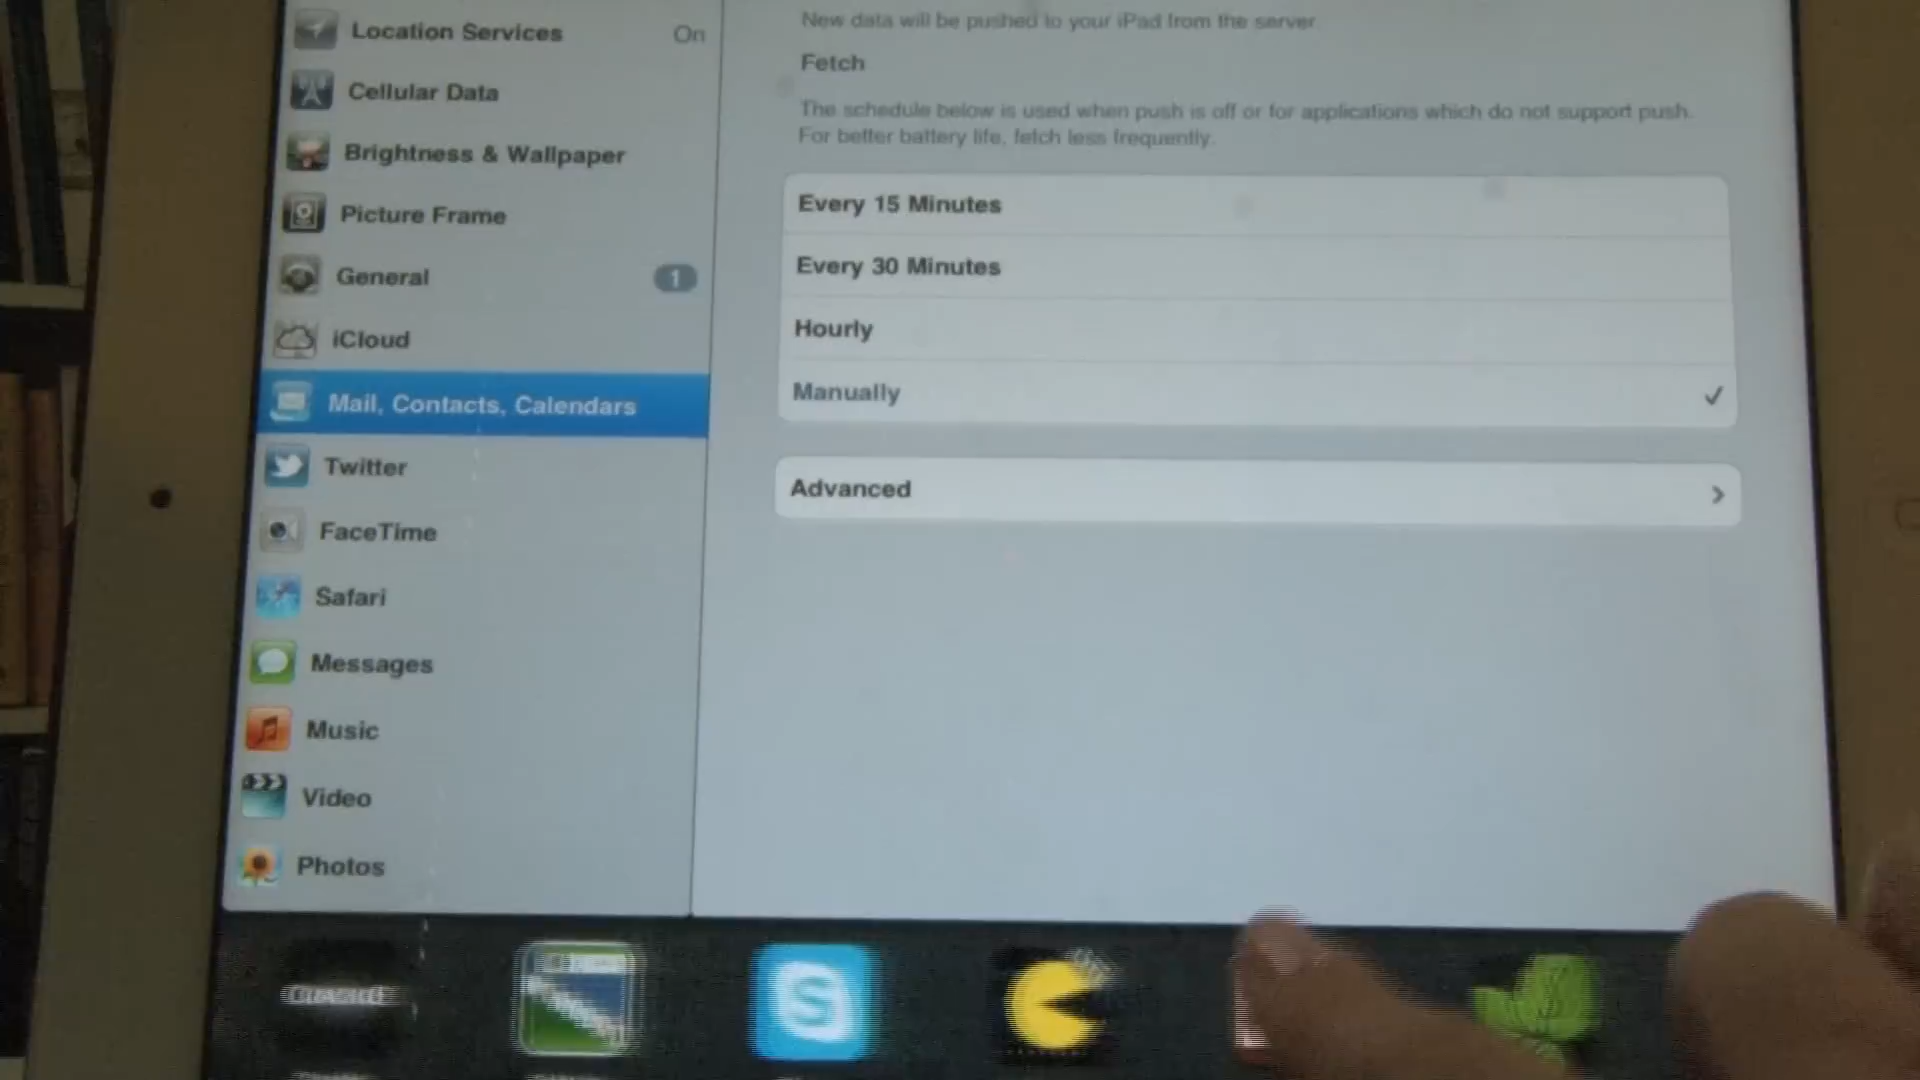 Location Services On
Cellular Data
Brightness & Wallpaper
Picture Frame
General 1
iCloud
Mail, Contacts, Calendars
Twitter
FaceTime
Safari
Messages
Music
Video
Photos
New data will be pushed to your iPad from the server.
Fetch
The schedule below is used when push is off or for applications which do not support push.
For better battery life, fetch less frequently.
Every 15 Minutes
Every 30 Minutes
Hourly
Manually
Advanced
S